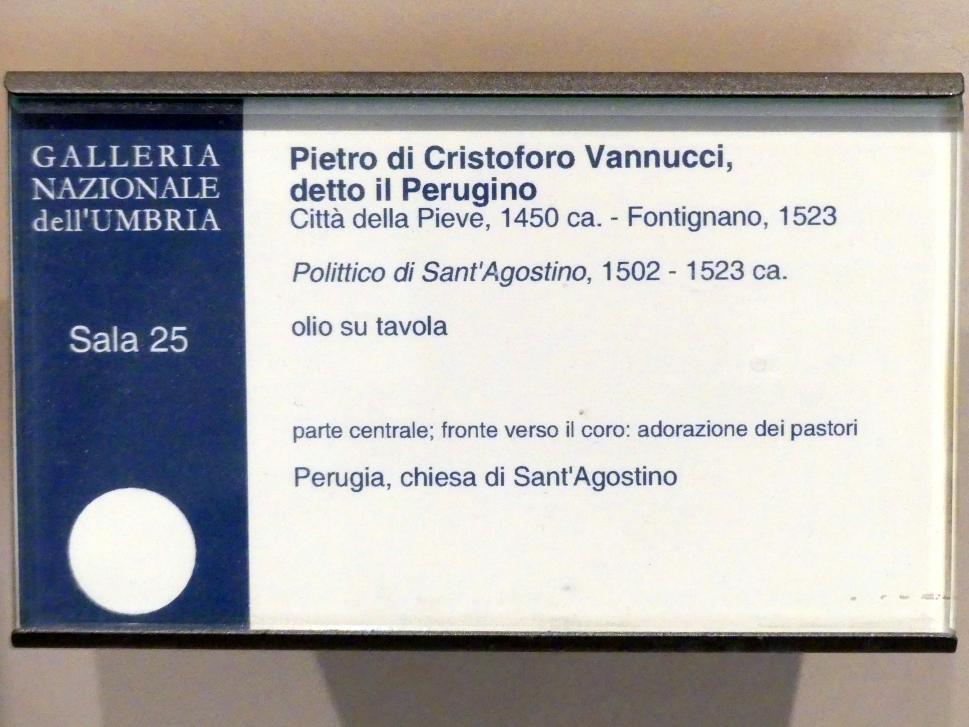 GALLERIA
NAZIONALE
dell'UMBRIA
Sala 25
Pietro di Cristoforo Vannucci,
detto il Perugino
Città della Pieve, 1450 ca. - Fontignano, 1523
Polittico di Sant'Agostino, 1502 - 1523 ca.
olio su tavola
parte centrale; fronte verso il coro: adorazione dei pastori
Perugia, chiesa di Sant'Agostino